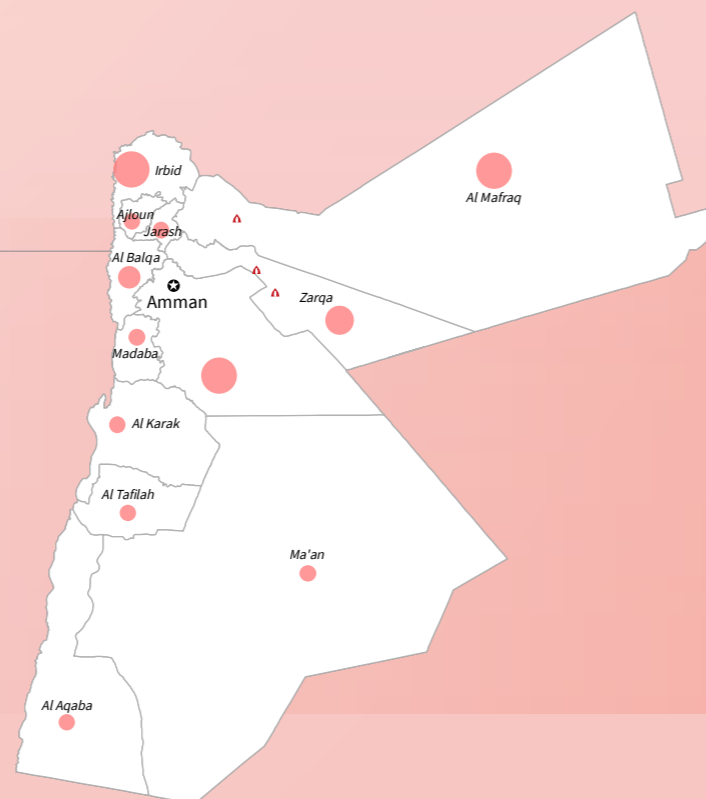 Irbid
Al Mafraq
Ajloun
Jarash
Al Balqa
Amman
Zarqa
Madaba
Al Karak
Al Tafilah
Ma'an
Al Aqaba